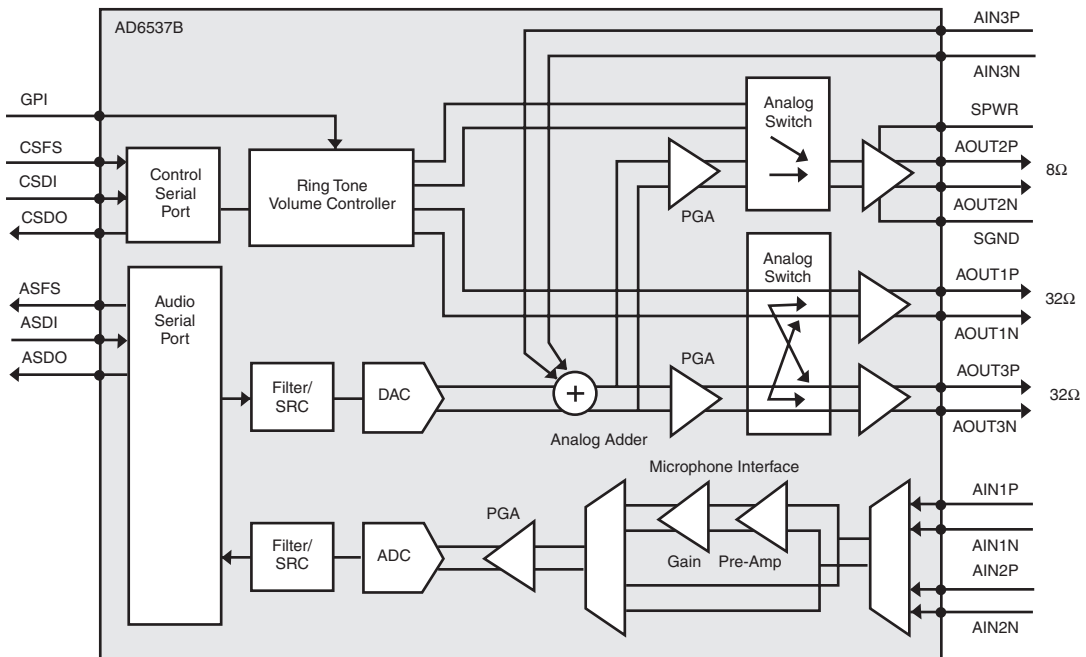 AD6537B
AIN3P
AIN3N
GPI
CSFS
CSDI
CSDO
Control
Serial
Port
Ring Tone
Volume Controller
Analog
Switch
PGA
SPWR
AOUT2P
8Ω
AOUT2N
SGND
ASFS
ASDI
ASDO
Audio
Serial
Port
Analog
Switch
AOUT1P
32Ω
AOUT1N
Filter/
SRC
DAC
Analog Adder
PGA
AOUT3P
32Ω
AOUT3N
Microphone Interface
Filter/
SRC
ADC
PGA
Gain
Pre-Amp
AIN1P
AIN1N
AIN2P
AIN2N